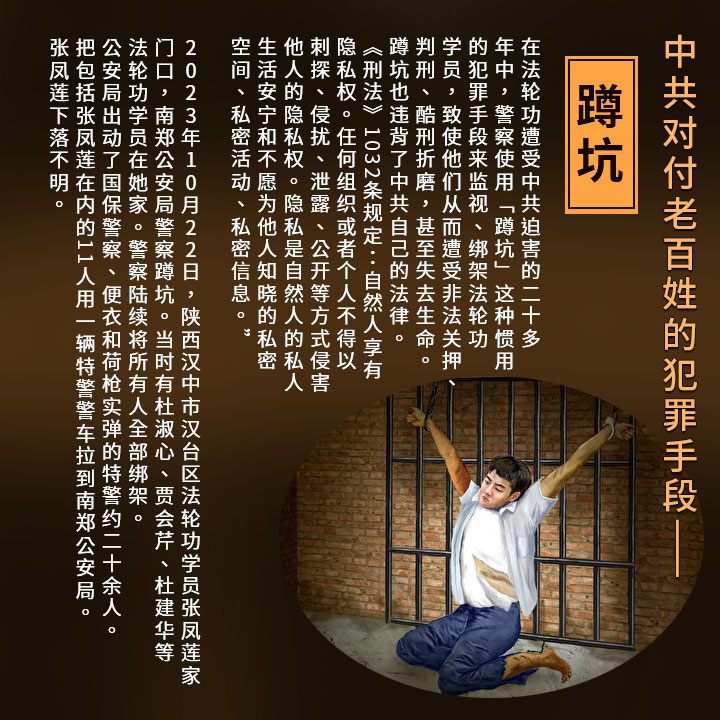 中共对付老百姓的犯罪手段——
蹲坑
在法轮功遭受中共迫害的二十多
年中，警察使用「蹲坑」这种惯用
的犯罪手段来监视、绑架法轮功
学员，致使他们从而遭受非法关押、
判刑、酷刑折磨，甚至失去生命。
蹲坑也违背了中共自己的法律。
《刑法》1032条规定：自然人享有
隐私权。任何组织或者个人不得以
刺探、侵扰、泄露、公开等方式侵害
他人的隐私权。隐私是自然人的私人
生活安宁和不愿为他人知晓的私密
空间、私密活动、私密信息。”
2023年10月22日，陕西汉中市汉台区法轮功学员张凤莲家
门口，南郑公安局警察蹲坑。当时有杜淑心、贾会芹、杜建华等
法轮功学员在她家。警察陆续将所有人全部绑架。
公安局出动了国保警察、便衣和荷枪实弹的特警约二十余人。
把包括张凤莲在内的11人用一辆特警警车拉到南郑公安局。
张凤莲下落不明。